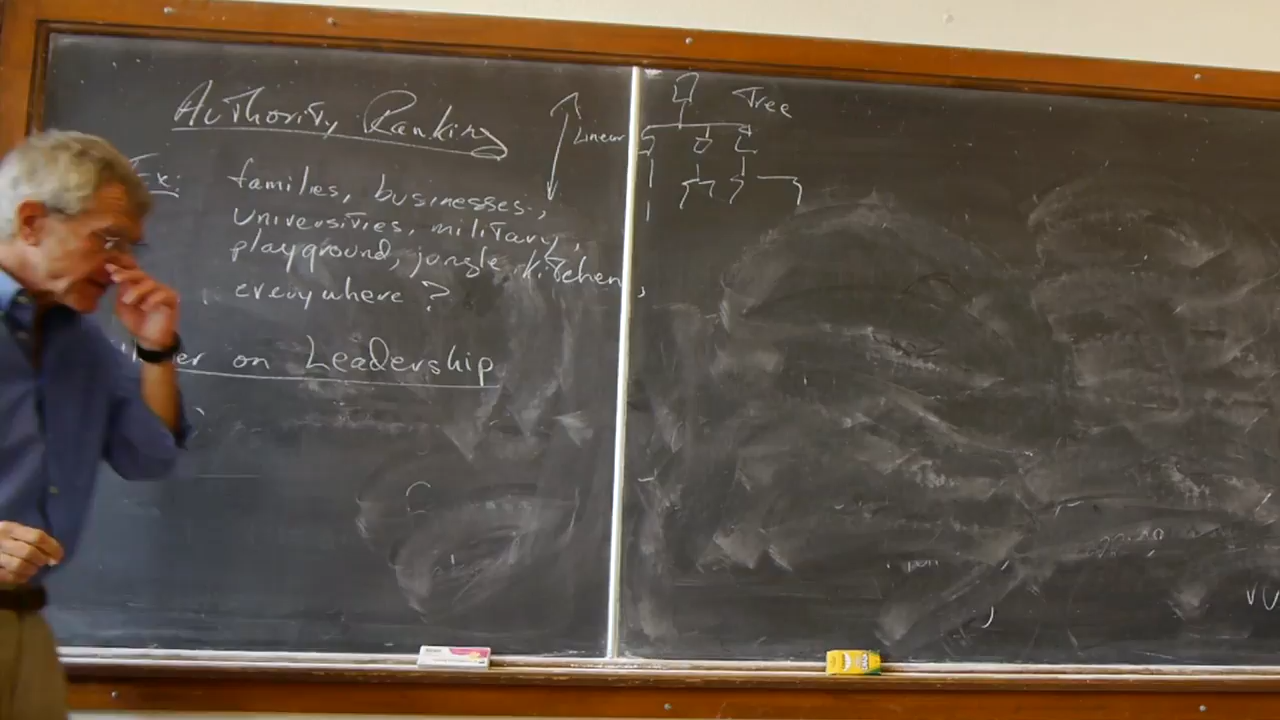 Authority Ranking
Linear
Ex: families, businesses,
universities, military,
playground, jungle, kitchen,
everywhere?
on Leadership
Tree